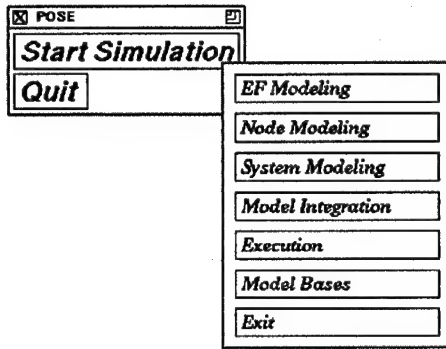 POSE
Start Simulation
Quit
EF Modeling
Node Modeling
System Modeling
Model Integration
Execution
Model Bases
Exit